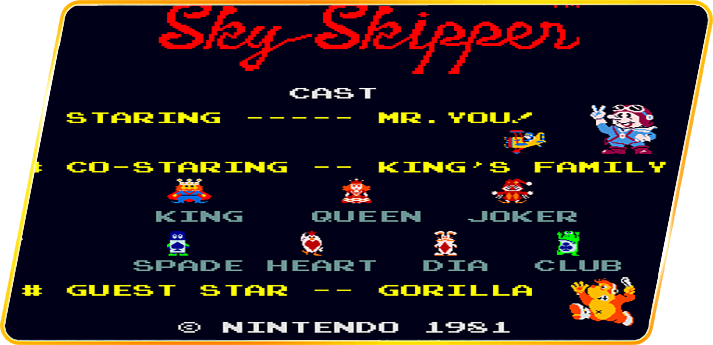 Sky Skipper
TM
CAST
STARING ----- MR.YOU!
# CO-STARING -- KING'S FAMILY
KING QUEEN JOKER
SPADE HEART DIA CLUB
# GUEST STAR -- GORILLA
© NINTENDO 1981